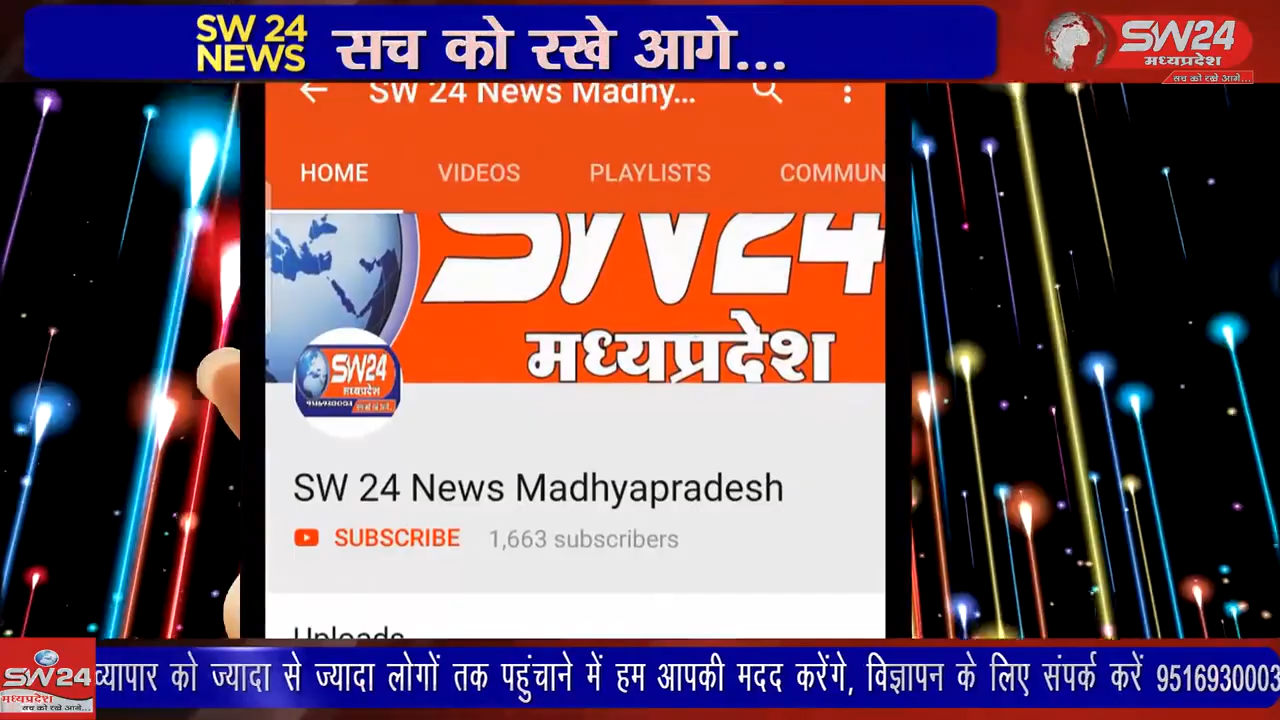 SW 24
NEWS
सच को रखे आगे...
SW24
मध्यप्रदेश
सच को रखे आगे...
SW 24 News Madhy...
HOME VIDEOS PLAYLISTS COMMUN
SW24
मध्यप्रदेश
SW24
मध्यप्रदेश
9516930003
SW 24 News Madhyapradesh
SUBSCRIBE 1,663 subscribers
Uploads
SW24
मध्यप्रदेश
सच को रखे आगे...
व्यापार को ज्यादा से ज्यादा लोगों तक पहुंचाने में हम आपकी मदद करेंगे, विज्ञापन के लिए संपर्क करें 9516930003